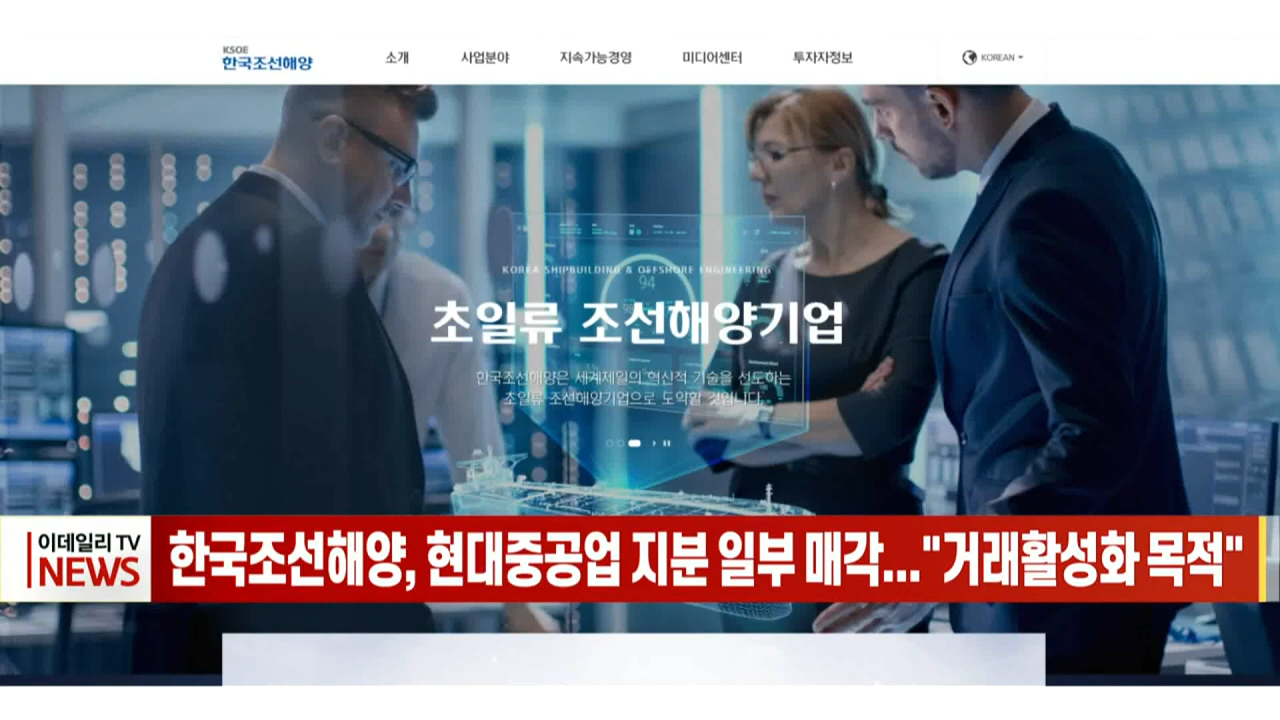 KSOE
한국조선해양
소개
사업분야
지속가능경영
미디어센터
투자자정보
KOREAN
KOREA SHIPBUILDING & OFFSHORE ENGINEERING
94
초일류 조선해양기업
한국조선해양은 세계제일의 혁신적 기술을 선도하는
초일류 조선해양기업으로 도약할 것입니다.
이데일리 TV
NEWS
한국조선해양, 현대중공업 지분 일부 매각..."거래활성화 목적"